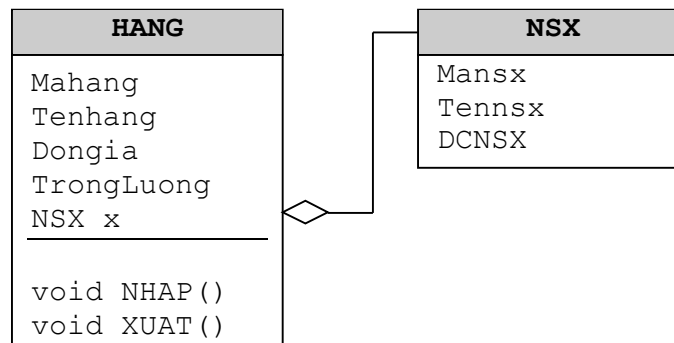 HANG
Mahang
Tenhang
Dongia
TrongLuong
NSX x
void NHAP()
void XUAT()
NSX
Mansx
Tennsx
DCNSX